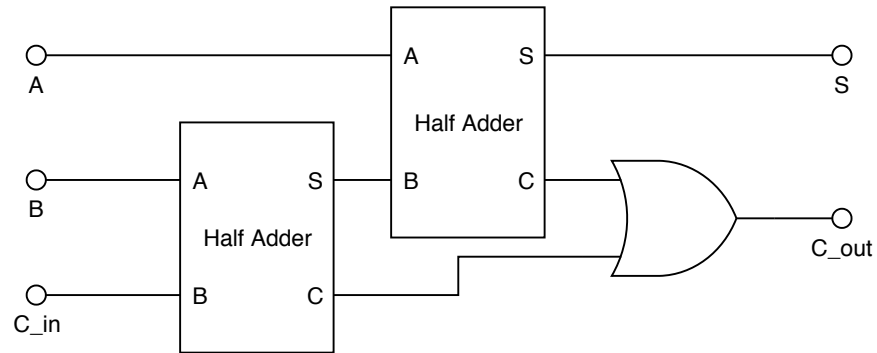 A S
A
S
Half Adder
B
A S
B C
B
Half Adder
C_out
B C
C_in